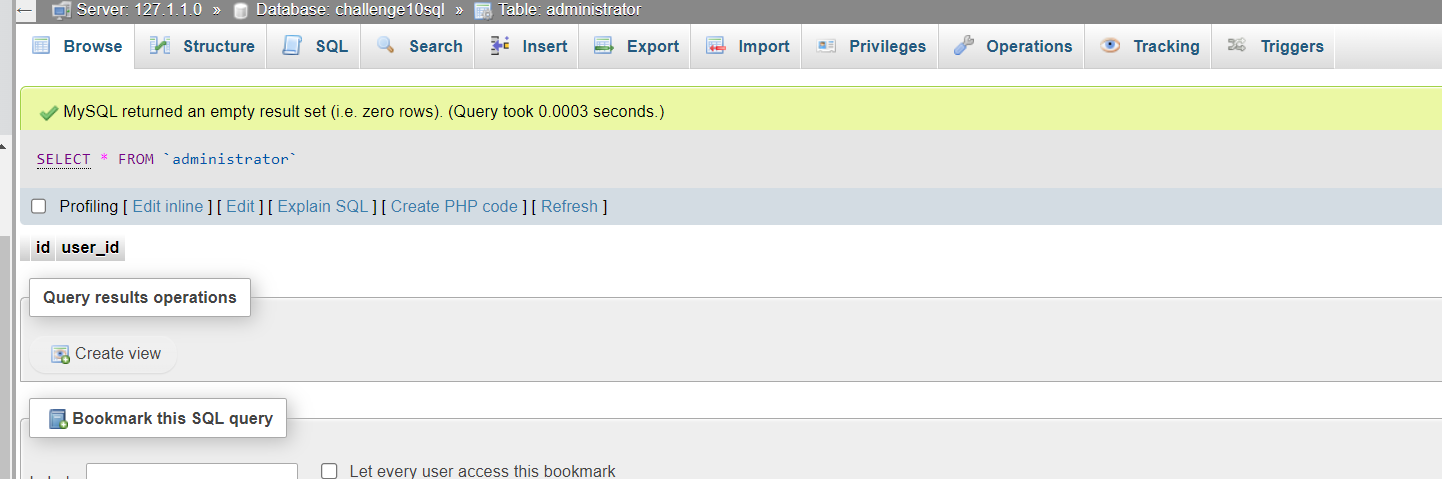 Server: 127.1.1.0 » Database: challenge10sql » Table: administrator
Browse Structure SQL Search Insert Export Import Privileges Operations Tracking Triggers
MySQL returned an empty result set (i.e. zero rows). (Query took 0.0003 seconds.)
SELECT * FROM `administrator`
Profiling [ Edit inline ] [ Edit ] [ Explain SQL ] [ Create PHP code ] [ Refresh ]
id user_id
Query results operations
Create view
Bookmark this SQL query
Let every user access this bookmark